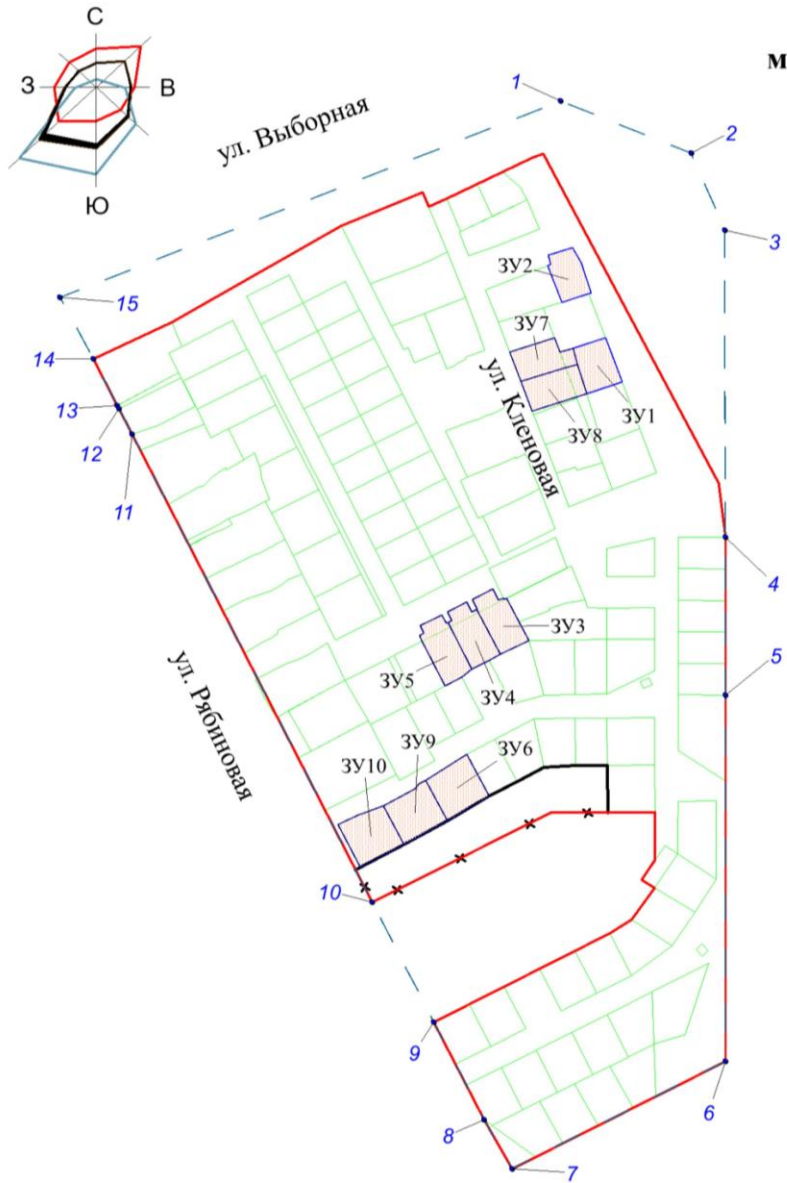 С
З
В
Ю
м
ул. Выборная
1
2
3
15
14
13
12
11
ЗУ2
ЗУ7
ЗУ1
ЗУ8
ул. Кленовая
4
5
ЗУ3
ЗУ4
ЗУ5
ул. Рябиновая
ЗУ6
ЗУ9
ЗУ10
10
9
8
7
6